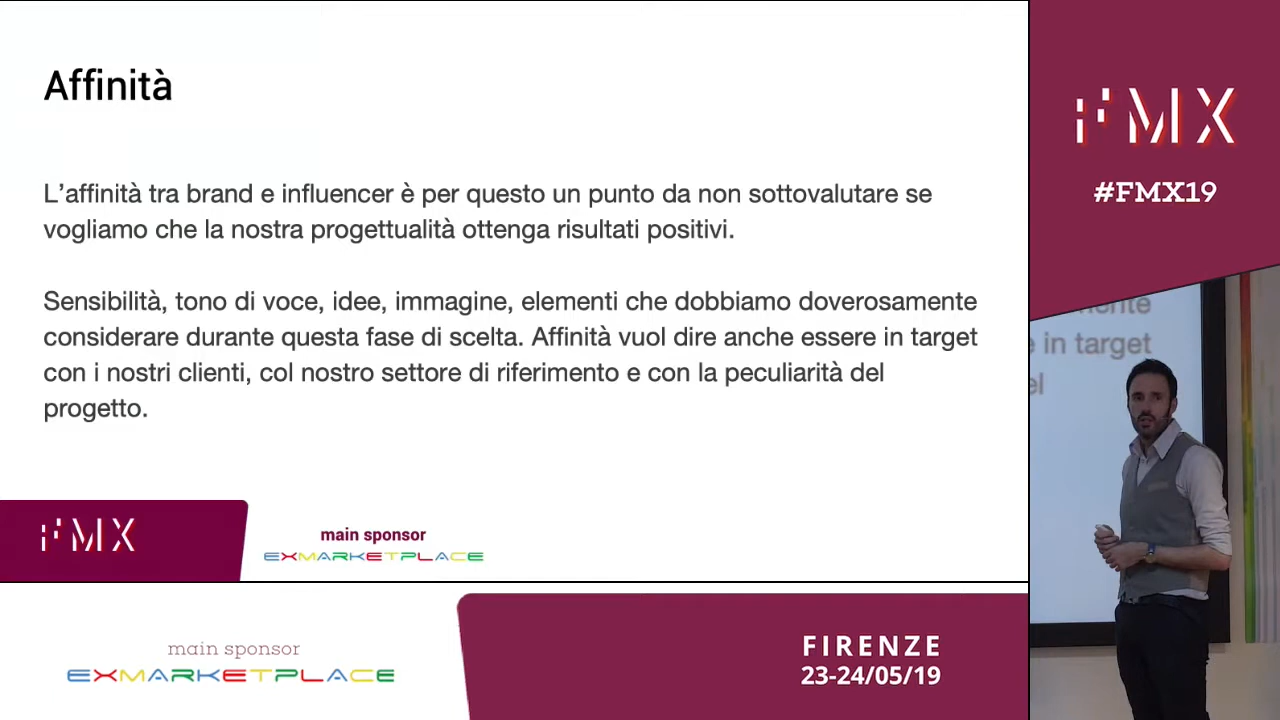 Affinità
L’affinità tra brand e influencer è per questo un punto da non sottovalutare se
vogliamo che la nostra progettualità ottenga risultati positivi.
Sensibilità, tono di voce, idee, immagine, elementi che dobbiamo doverosamente
considerare durante questa fase di scelta. Affinità vuol dire anche essere in target
con i nostri clienti, col nostro settore di riferimento e con la peculiarità del
progetto.
FMX
main sponsor
EXMARKETPLACE
main sponsor
EXMARKETPLACE
FIRENZE
23-24/05/19
FMX
#FMX19
in target